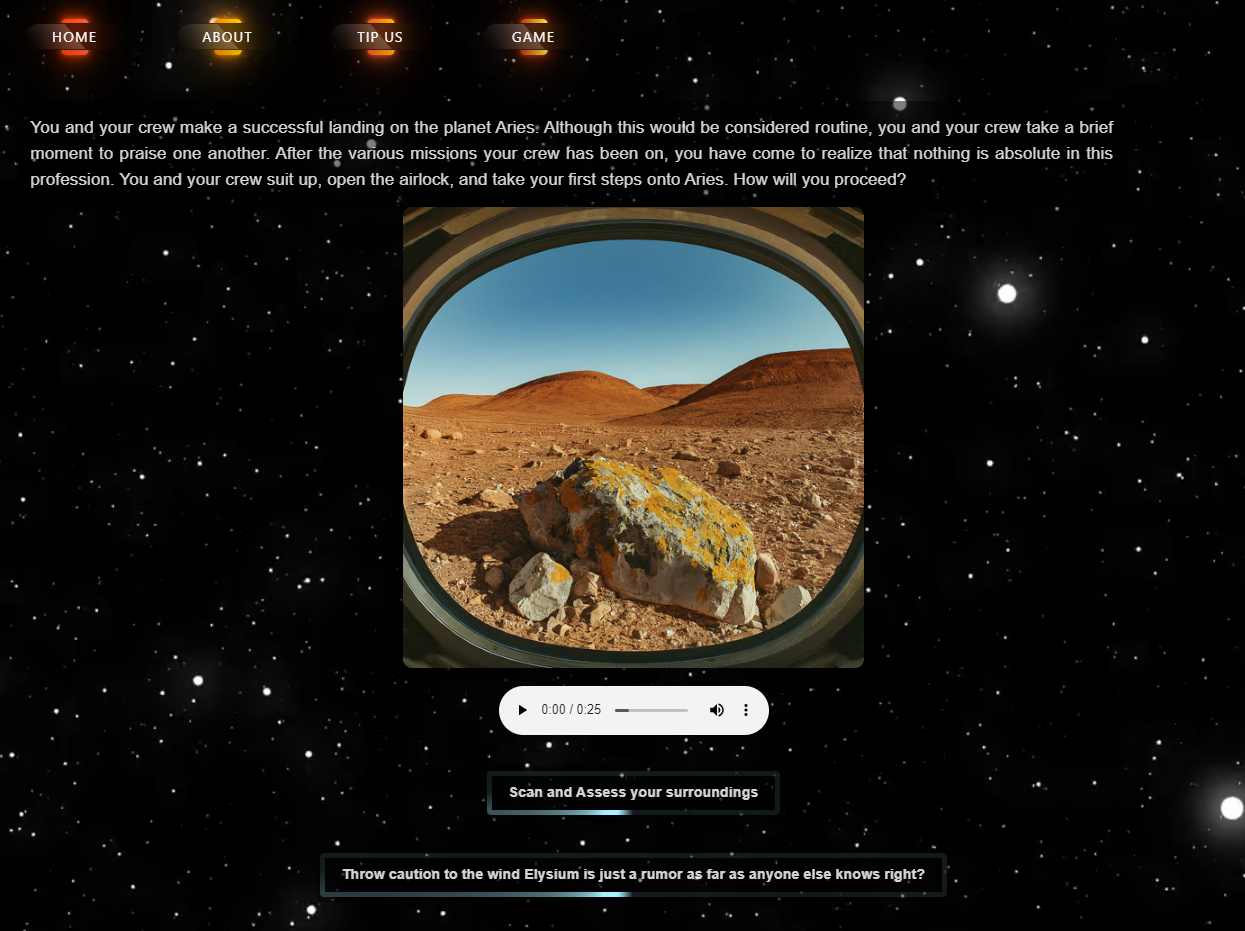 HOME ABOUT TIP US GAME
You and your crew make a successful landing on the planet Aries. Although this would be considered routine, you and your crew take a brief
moment to praise one another. After the various missions your crew has been on, you have come to realize that nothing is absolute in this
profession. You and your crew suit up, open the airlock, and take your first steps onto Aries. How will you proceed?
0:00 / 0:25
Scan and Assess your surroundings
Throw caution to the wind Elysium is just a rumor as far as anyone else knows right?